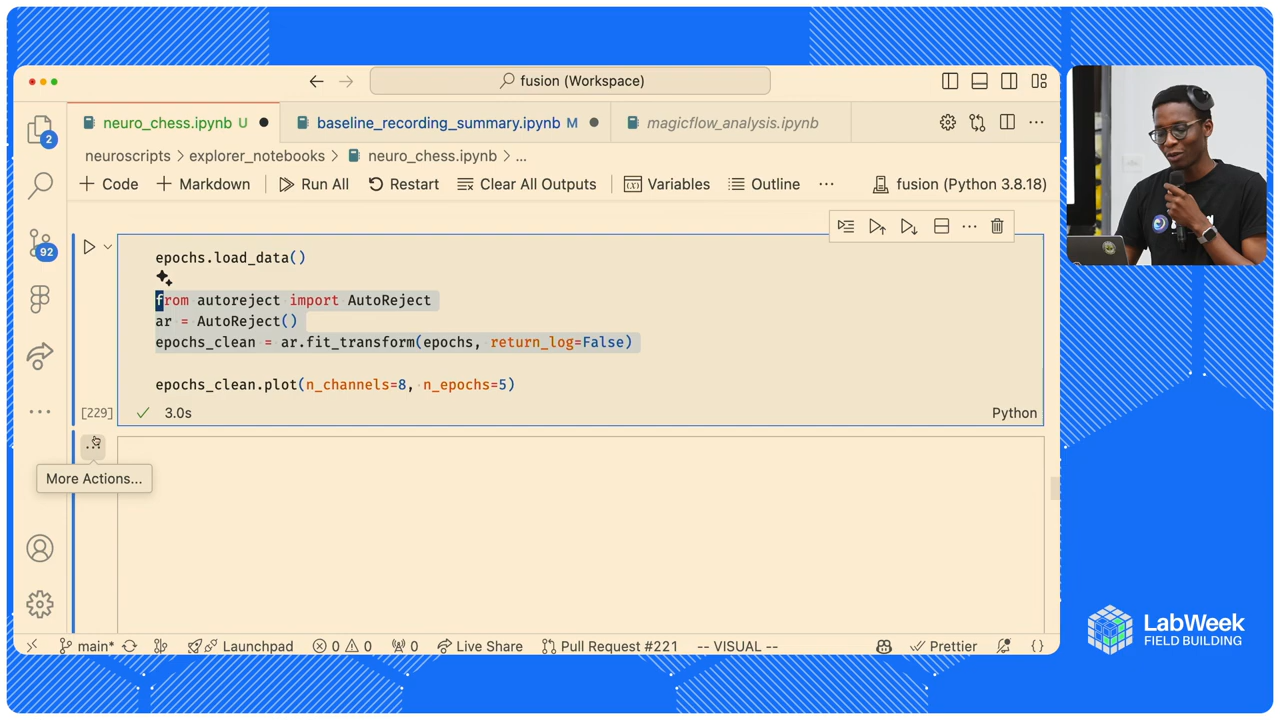 fusion (Workspace)
neuro_chess.ipynb U
baseline_recording_summary.ipynb M
magicflow_analysis.ipynb
2
neuroscripts > explorer_notebooks > neuro_chess.ipynb > ...
+ Code + Markdown Run All Restart Clear All Outputs Variables Outline ... fusion (Python 3.8.18)
92
epochs.load_data()
from autoreject import AutoReject
ar = AutoReject()
epochs_clean = ar.fit_transform(epochs, return_log=False)
epochs_clean.plot(n_channels=8, n_epochs=5)
[229] 3.0s Python
More Actions...
main* Launchpad 0 0 0 Live Share Pull Request #221 -- VISUAL -- Prettier {}
LabWeek
FIELD BUILDING